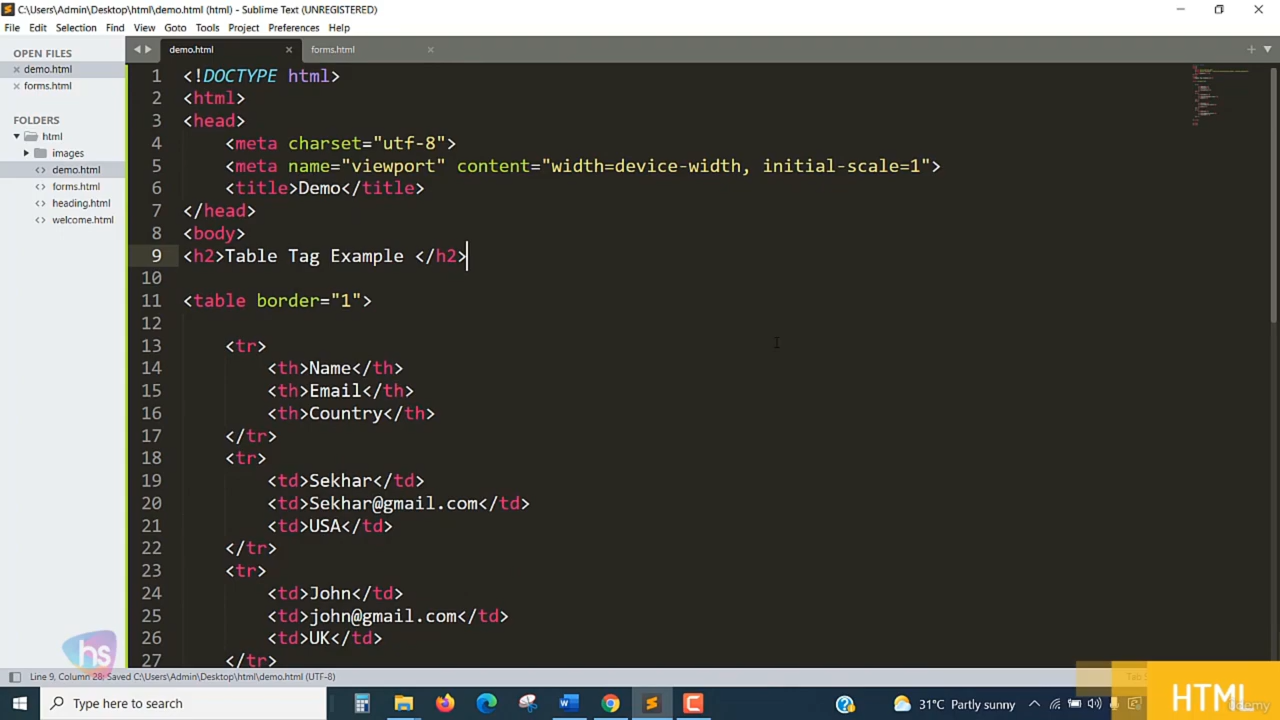 C:\Users\Admin\Desktop\html\demo.html (html) - Sublime Text (UNREGISTERED)
File Edit Selection Find View Goto Tools Project Preferences Help
OPEN FILES
demo.html
forms.html
FOLDERS
html
images
demo.html
forms.html
heading.html
welcome.html
demo.html forms.html
1 <!DOCTYPE html>
2 <html>
3 <head>
4 <meta charset="utf-8">
5 <meta name="viewport" content="width=device-width, initial-scale=1">
6 <title>Demo</title>
7 </head>
8 <body>
9 <h2>Table Tag Example </h2>
10
11 <table border="1">
12
13 <tr>
14 <th>Name</th>
15 <th>Email</th>
16 <th>Country</th>
17 </tr>
18 <tr>
19 <td>Sekhar</td>
20 <td>Sekhar@gmail.com</td>
21 <td>USA</td>
22 </tr>
23 <tr>
24 <td>John</td>
25 <td>john@gmail.com</td>
26 <td>UK</td>
27 </tr>
hs
Line 9, Column 28; Saved C:\Users\Admin\Desktop\html\demo.html (UTF-8)
Tab
Type here to search
31°C Partly sunny
HTML
Udemy